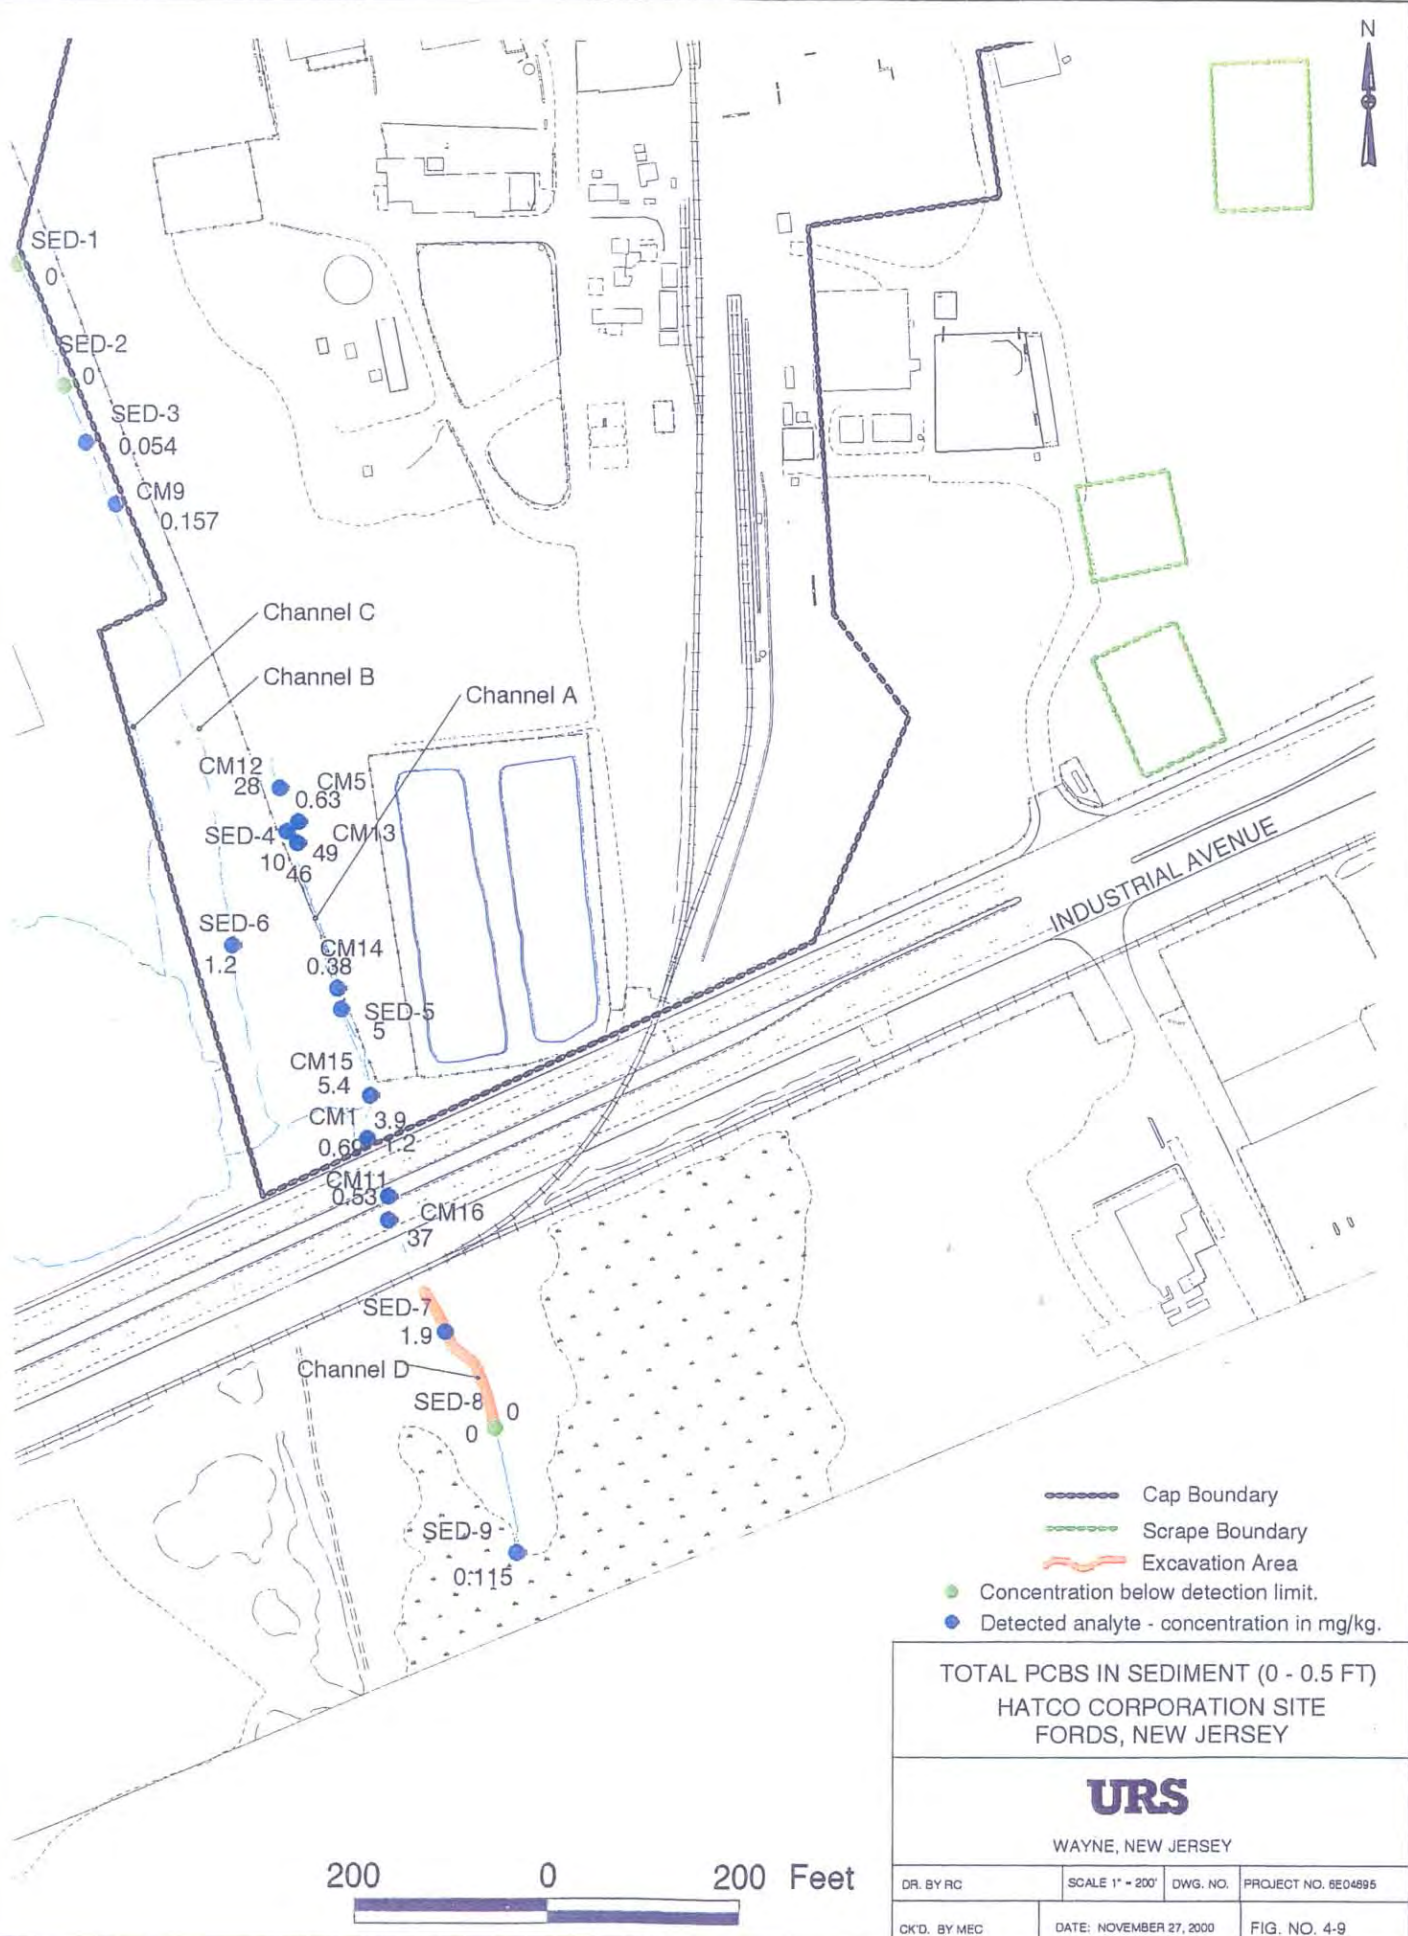 N
SED-1
0
SED-2
0
SED-3
0.054
CM9
0.157
Channel C
Channel B
Channel A
CM12
28
CM5
0.63
SED-4
CM13
10
49
46
SED-6
1.2
CM14
0.38
SED-5
5
CM15
5.4
3.9
CM1
0.69
1.2
CM11
0.53
CM16
37
INDUSTRIAL AVENUE
SED-7
1.9
Channel D
SED-8
0
0
SED-9
0.115
Cap Boundary
Scrape Boundary
Excavation Area
Concentration below detection limit.
Detected analyte - concentration in mg/kg.
TOTAL PCBS IN SEDIMENT (0 - 0.5 FT)
HATCO CORPORATION SITE
FORDS, NEW JERSEY
URS
WAYNE, NEW JERSEY
200 0 200 Feet
DR. BY RC
SCALE 1" = 200'
DWG. NO.
PROJECT NO. 6E04695
CK'D. BY MEC
DATE: NOVEMBER 27, 2000
FIG. NO. 4-9